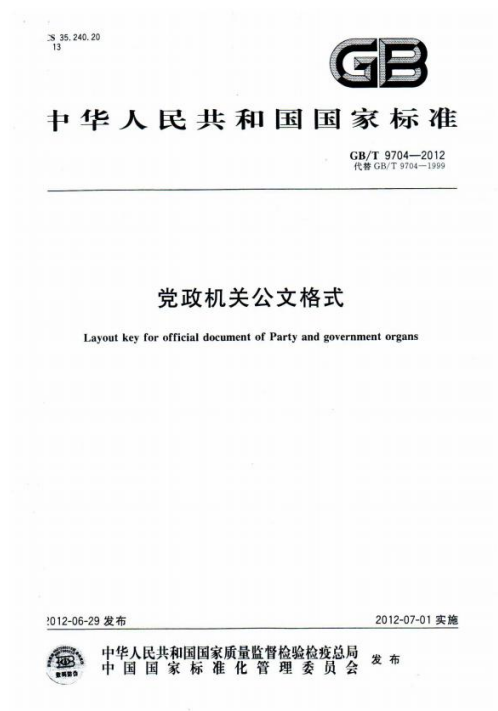 CS 35.240.20
13
GB
中华人民共和国国家标准
GB/T 9704—2012
代替 GB/T 9704—1999
党政机关公文格式
Layout key for official document of Party and government organs
2012-06-29 发布
2012-07-01 实施
中华人民共和国国家质量监督检验检疫总局
中国国家标准化管理委员会
发布